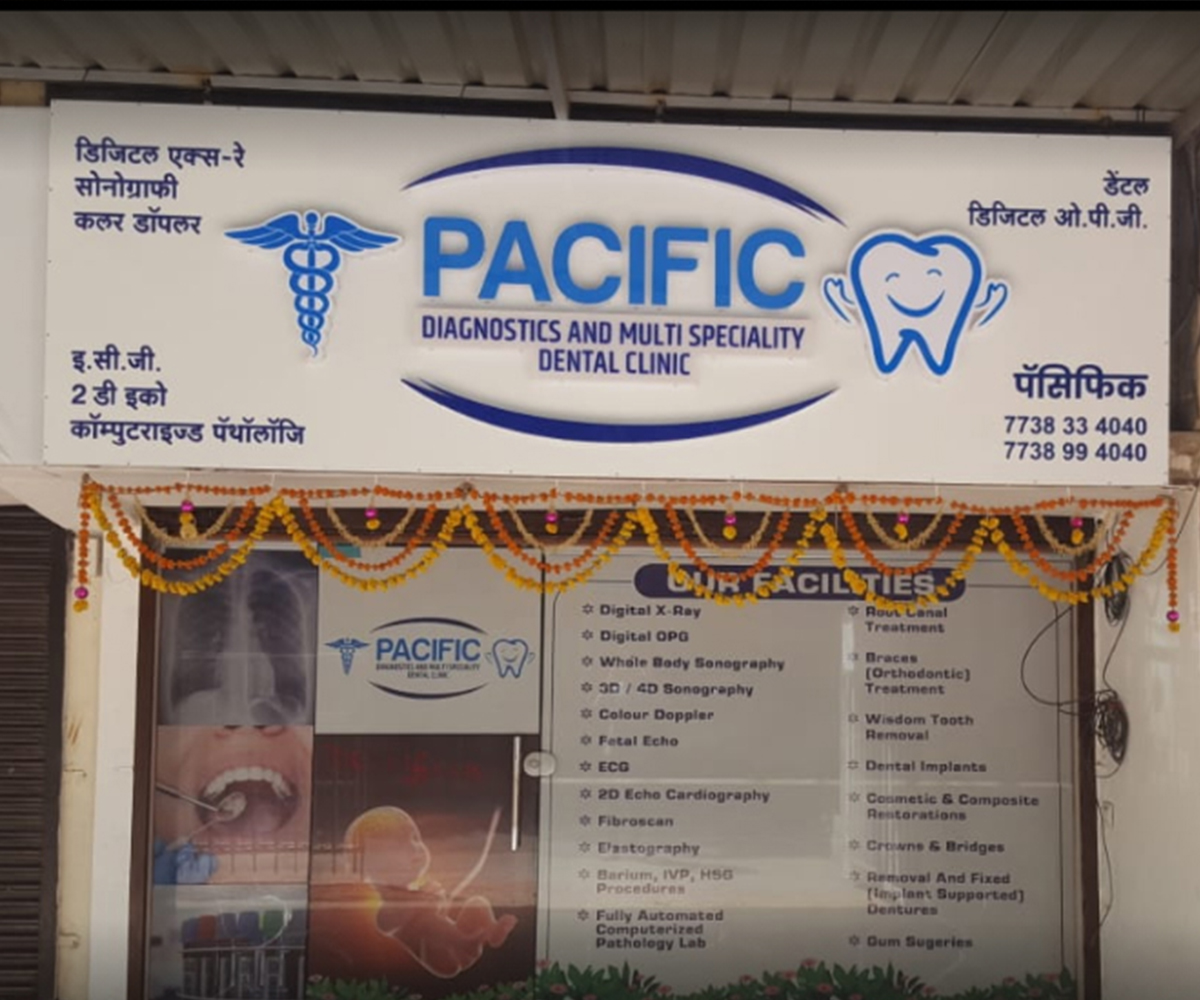 डिजिटल एक्स-रे
सोनोग्राफी
कलर डॉपलर
इ.सी.जी.
2 डी इको
कॉम्पुटराइज्ड पॅथॉलॉजि
PACIFIC
DIAGNOSTICS AND MULTI SPECIALITY
DENTAL CLINIC
डेंटल
डिजिटल ओ.पी.जी.
पॅसिफिक
7738 33 4040
7738 99 4040
PACIFIC
DIAGNOSTICS AND MULTI SPECIALITY
DENTAL CLINIC
OUR FACILITIES
Digital X-Ray
Digital OPG
Whole Body Sonography
3D / 4D Sonography
Colour Doppler
Fetal Echo
ECG
2D Echo Cardiography
Fibroscan
Elastography
Barium, IVP, HSG
Procedures
Fully Automated
Computerized
Pathology Lab
Root Canal
Treatment
Braces
(Orthodontic)
Treatment
Wisdom Tooth
Removal
Dental Implants
Cosmetic & Composite
Restorations
Crowns & Bridges
Removal And Fixed
(Implant Supported)
Dentures
Gum Sugeries